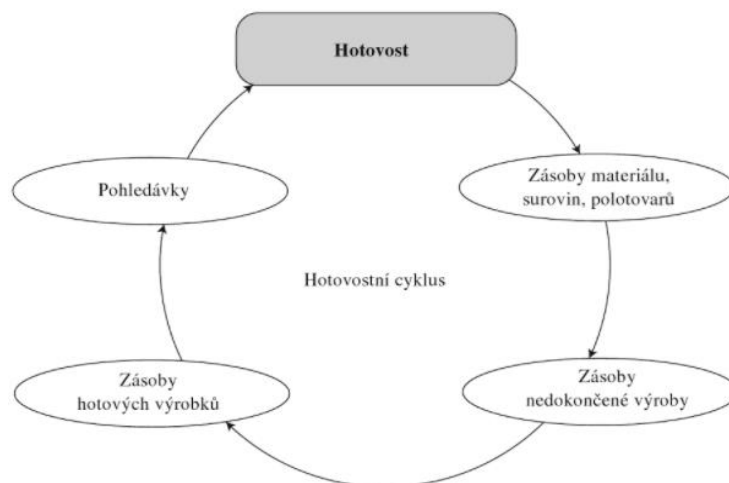 Hotovost
Pohledávky
Zásoby materiálu,
surovin, polotovarů
Hotovostní cyklus
Zásoby
hotových výrobků
Zásoby
nedokončené výroby